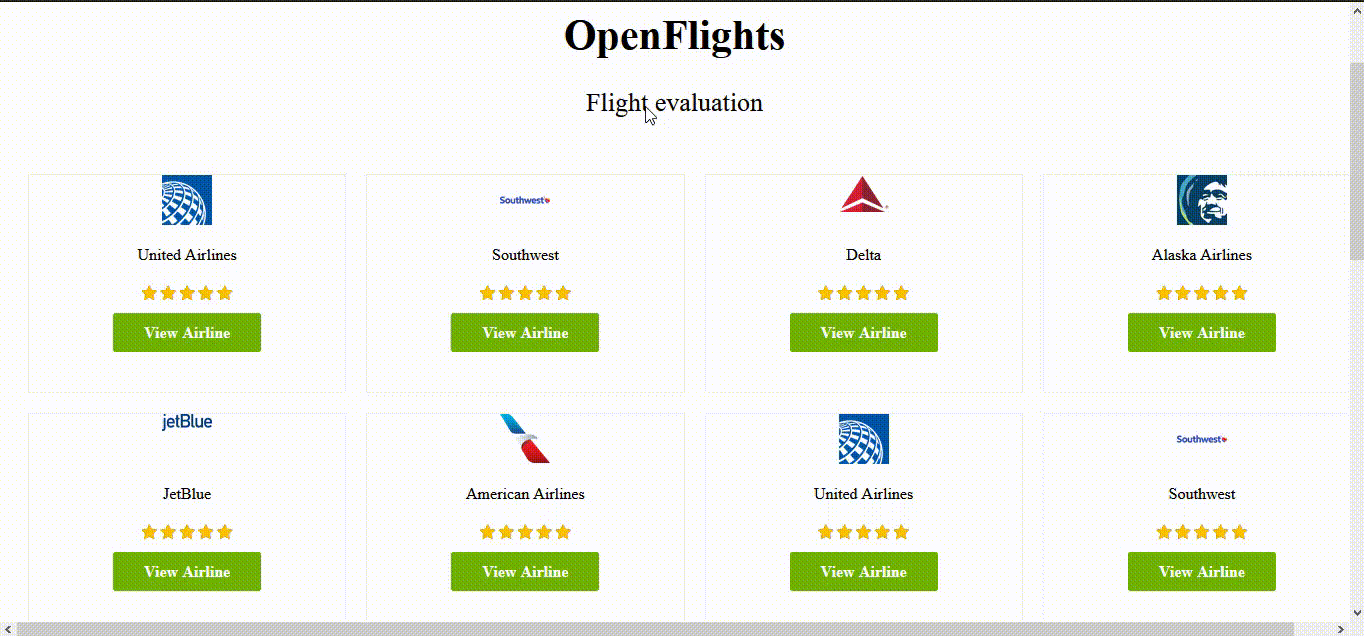 OpenFlights
Flight evaluation
Southwest
United Airlines
Southwest
Delta
Alaska Airlines
View Airline
View Airline
View Airline
View Airline
jetBlue
Southwest
JetBlue
American Airlines
United Airlines
Southwest
View Airline
View Airline
View Airline
View Airline